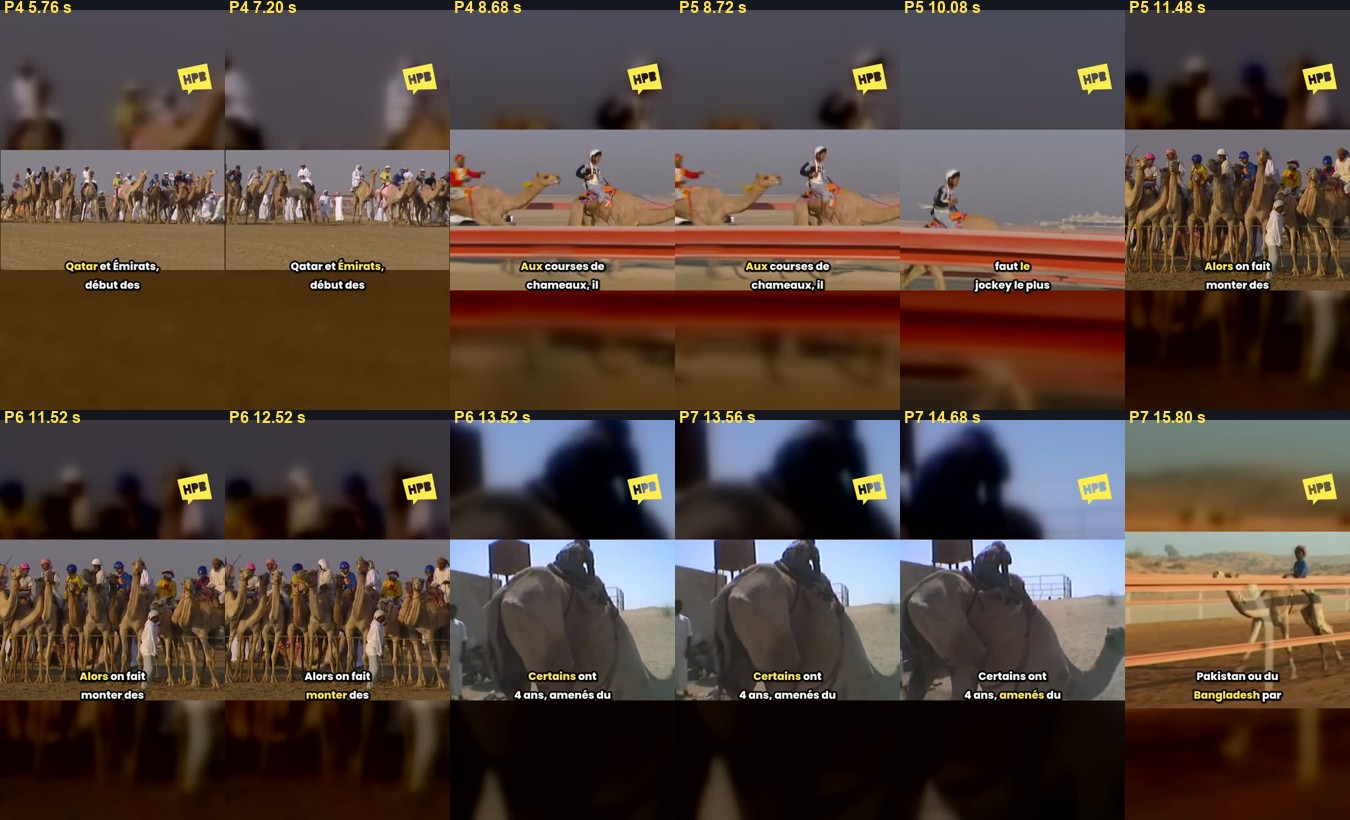 P4 5.76 s
HPB
Qatar et Émirats,
début des
P4 7.20 s
HPB
Qatar et Émirats,
début des
P4 8.68 s
HPB
Aux courses de
chameaux, il
P5 8.72 s
HPB
Aux courses de
chameaux, il
P5 10.08 s
HPB
faut le
jockey le plus
P5 11.48 s
HPB
Alors on fait
monter des
P6 11.52 s
HPB
Alors on fait
monter des
P6 12.52 s
HPB
Alors on fait
monter des
P6 13.52 s
HPB
Certains ont
4 ans, amenés du
P7 13.56 s
HPB
Certains ont
4 ans, amenés du
P7 14.68 s
HPB
Certains ont
4 ans, amenés du
P7 15.80 s
HPB
Pakistan ou du
Bangladesh par